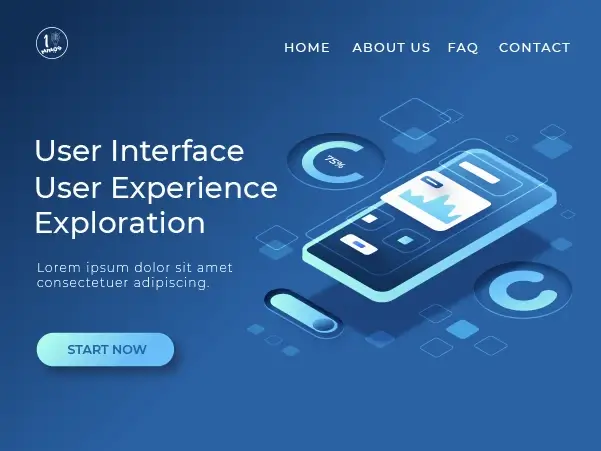 HOME ABOUT US FAQ CONTACT
User Interface
User Experience
Exploration
75%
Lorem ipsum dolor sit amet
consectetuer adipiscing.
START NOW